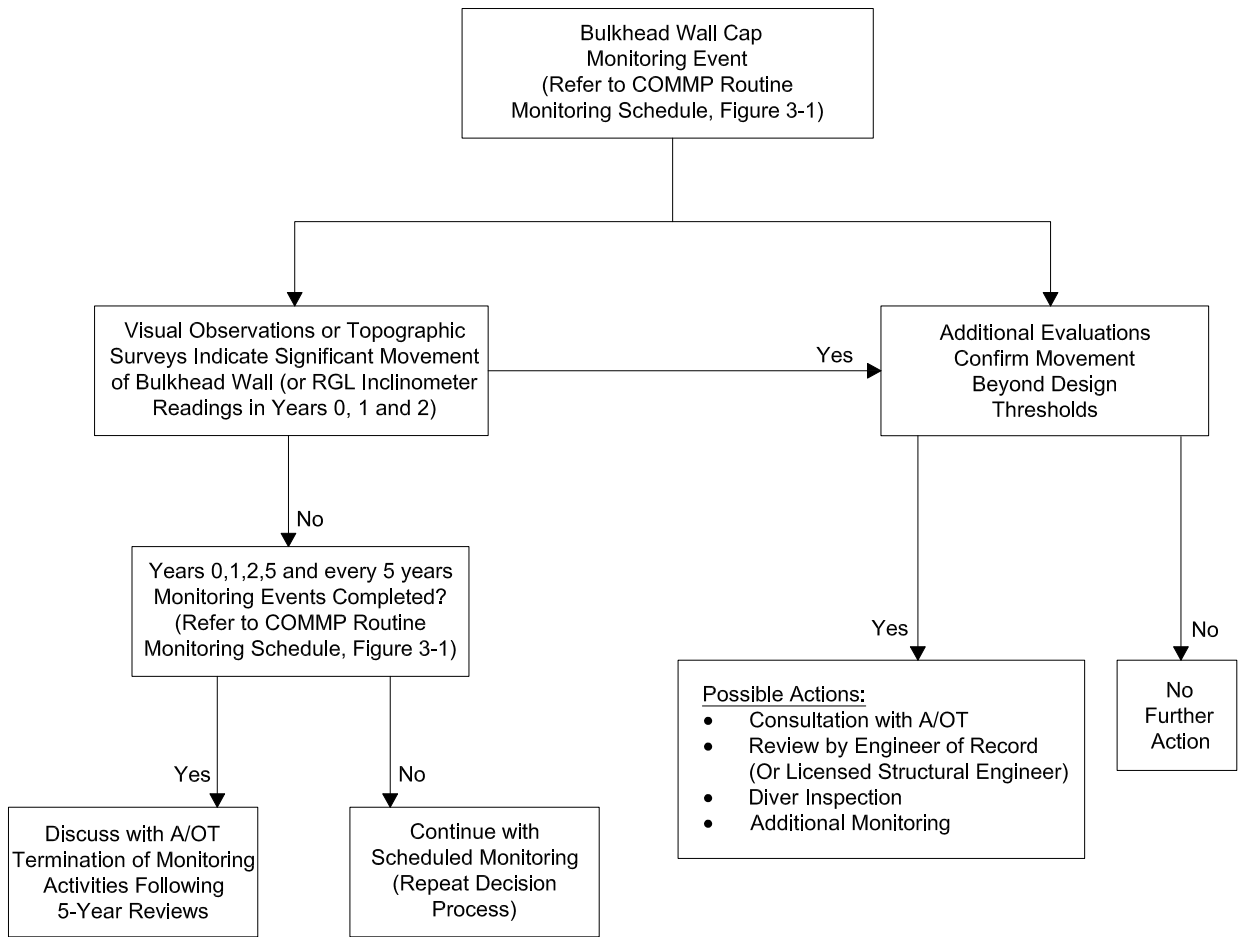 Bulkhead Wall Cap
Monitoring Event
(Refer to COMMP Routine
Monitoring Schedule, Figure 3-1)
Visual Observations or Topographic
Surveys Indicate Significant Movement
of Bulkhead Wall (or RGL Inclinometer
Readings in Years 0, 1 and 2)
Yes
Additional Evaluations
Confirm Movement
Beyond Design
Thresholds
No
Years 0,1,2,5 and every 5 years
Monitoring Events Completed?
(Refer to COMMP Routine
Monitoring Schedule, Figure 3-1)
Yes
No
Possible Actions:
• Consultation with A/OT
• Review by Engineer of Record
(Or Licensed Structural Engineer)
• Diver Inspection
• Additional Monitoring
No
Further
Action
Yes
No
Discuss with A/OT
Termination of Monitoring
Activities Following
5-Year Reviews
Continue with
Scheduled Monitoring
(Repeat Decision
Process)